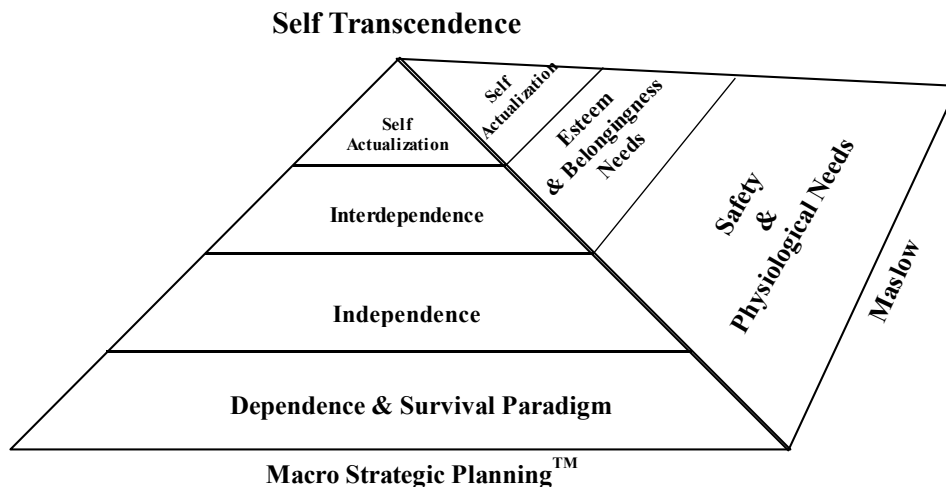 Self Transcendence
Self
Actualization
Interdependence
Independence
Dependence & Survival Paradigm
Macro Strategic Planning™
Self
Actualization
Esteem
& Belongingness
Needs
Safety
&
Physiological Needs
Maslow